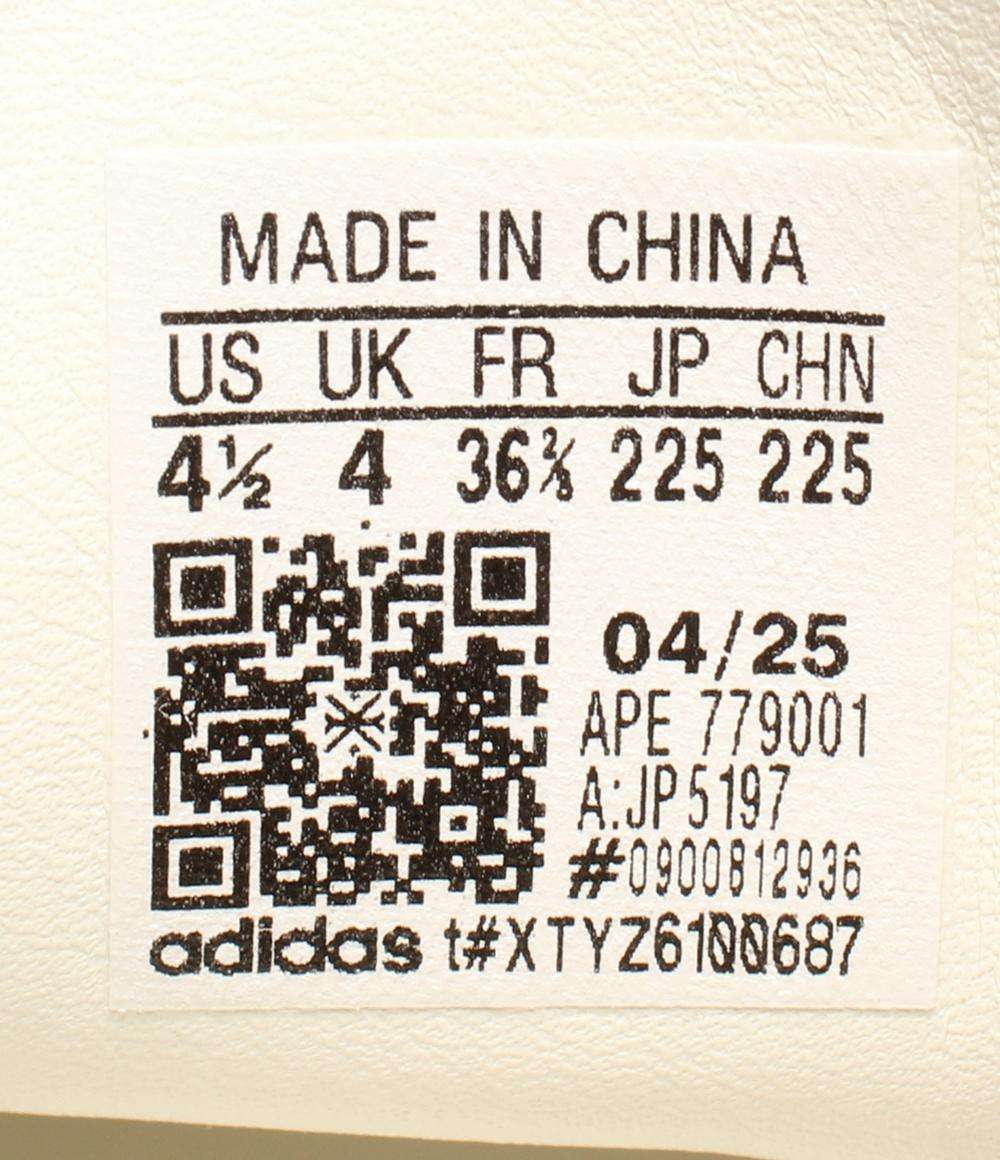 MADE IN CHINA
US UK FR JP CHN
4½ 4 36⅔ 225 225
04/25
APE 779001
A:JP5197
#0900812936
adidas t#XTYZ6100687